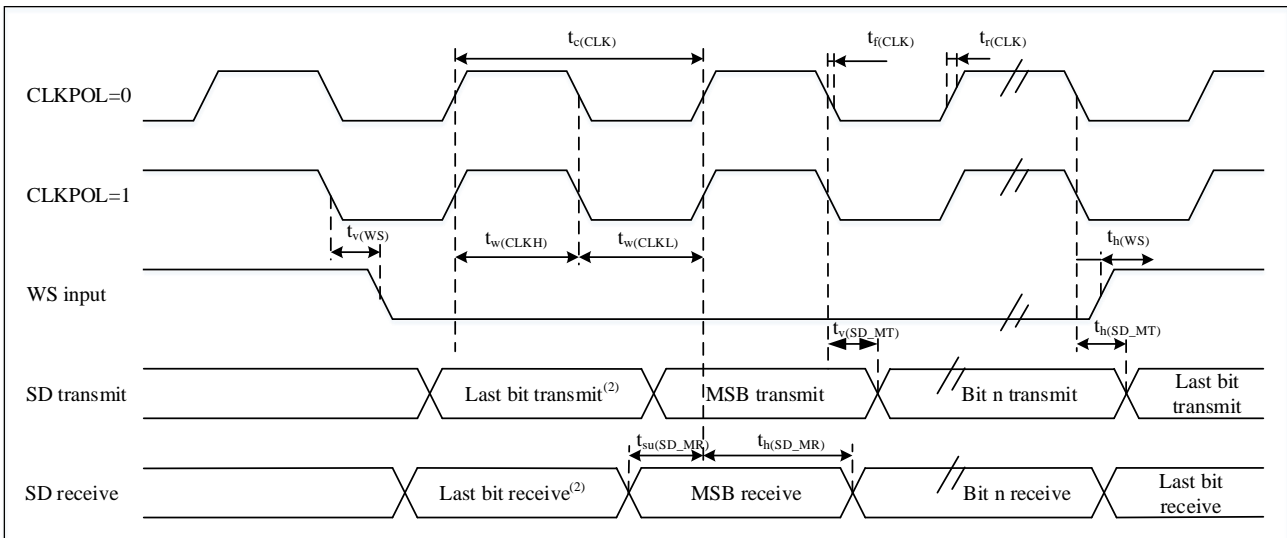 t_c(CLK)
t_f(CLK)
t_r(CLK)
CLKPOL=0
CLKPOL=1
t_v(WS)
t_w(CLKH)
t_w(CLKL)
t_h(WS)
WS input
t_v(SD_MT)
t_h(SD_MT)
SD transmit
Last bit transmit(2)
MSB transmit
Bit n transmit
Last bit
transmit
t_su(SD_MR)
t_h(SD_MR)
SD receive
Last bit receive(2)
MSB receive
Bit n receive
Last bit
receive